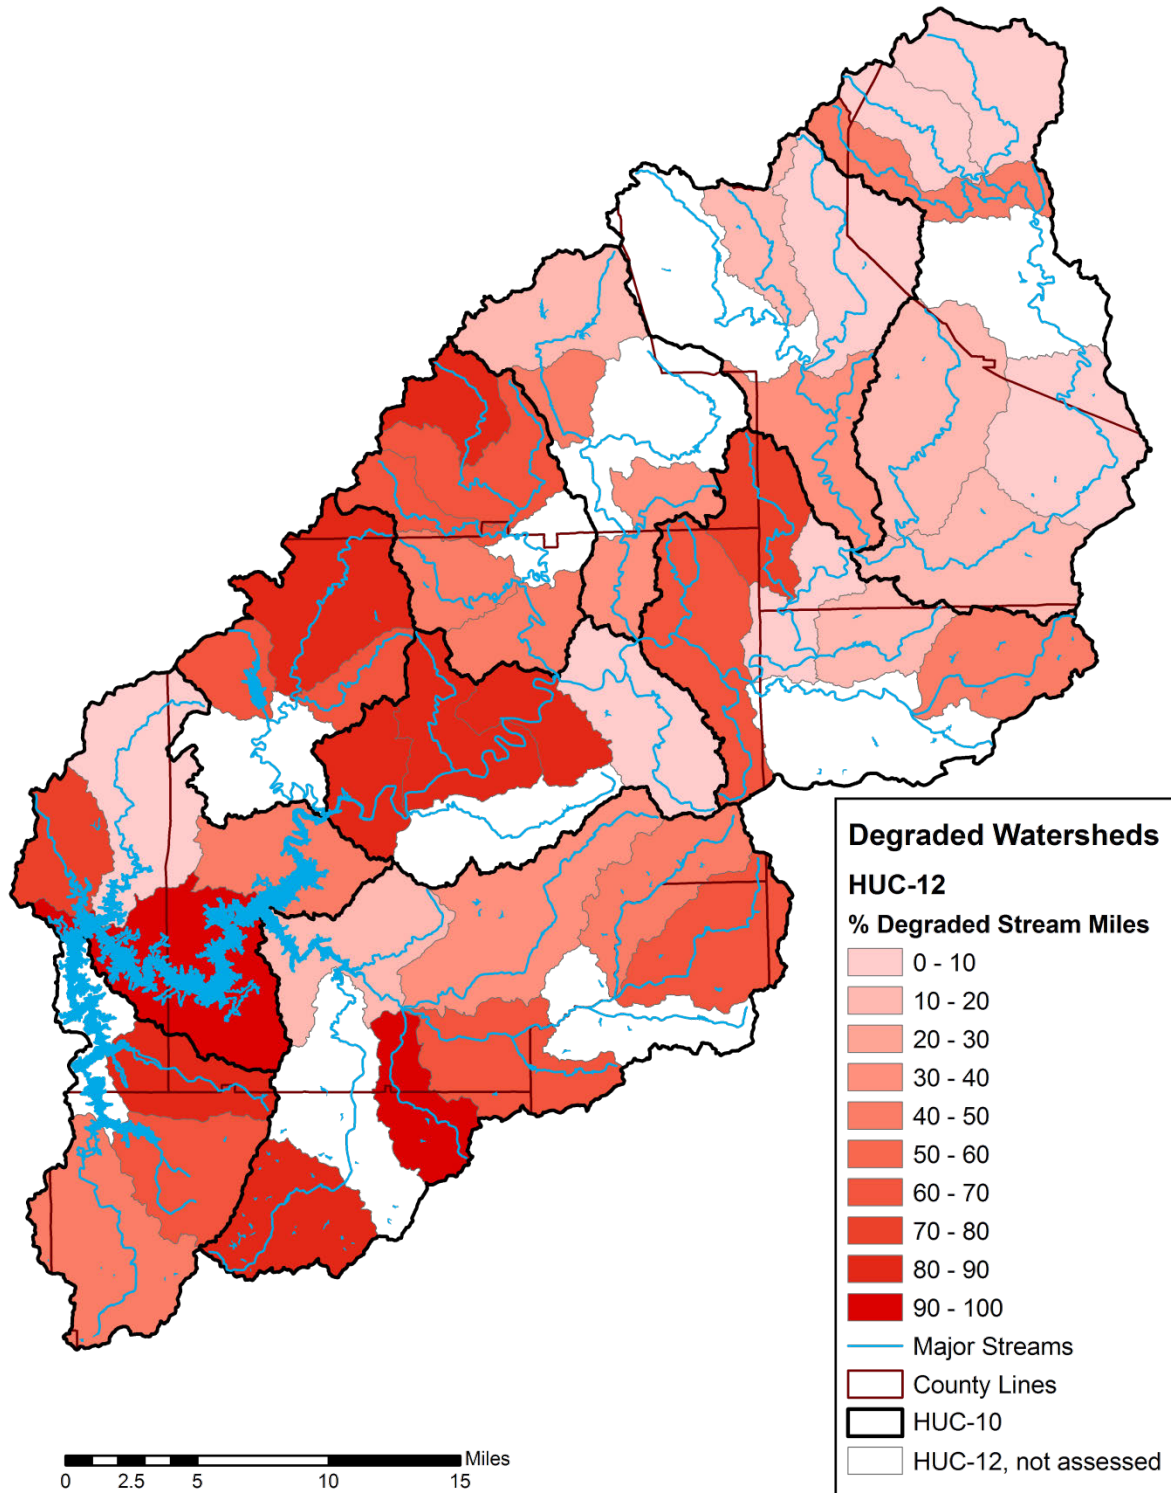 Degraded Watersheds
HUC-12
% Degraded Stream Miles
0 - 10
10 - 20
20 - 30
30 - 40
40 - 50
50 - 60
60 - 70
70 - 80
80 - 90
90 - 100
Major Streams
County Lines
HUC-10
HUC-12, not assessed
Miles
0 2.5 5 10 15